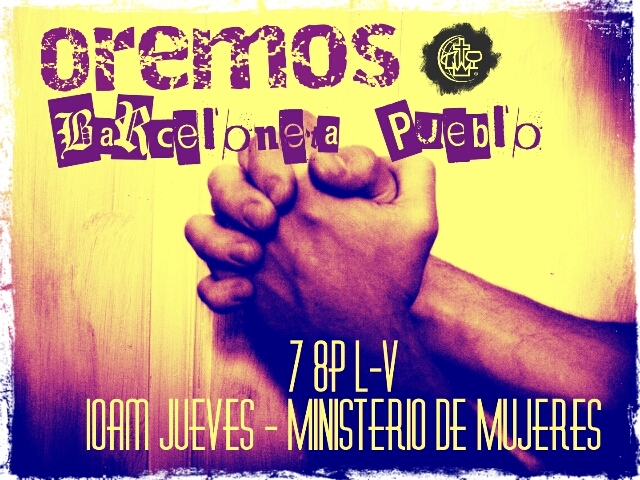 oremos
Barceloneta Pueblo
7 8P L-V
10AM JUEVES - MINISTERIO DE MUJERES